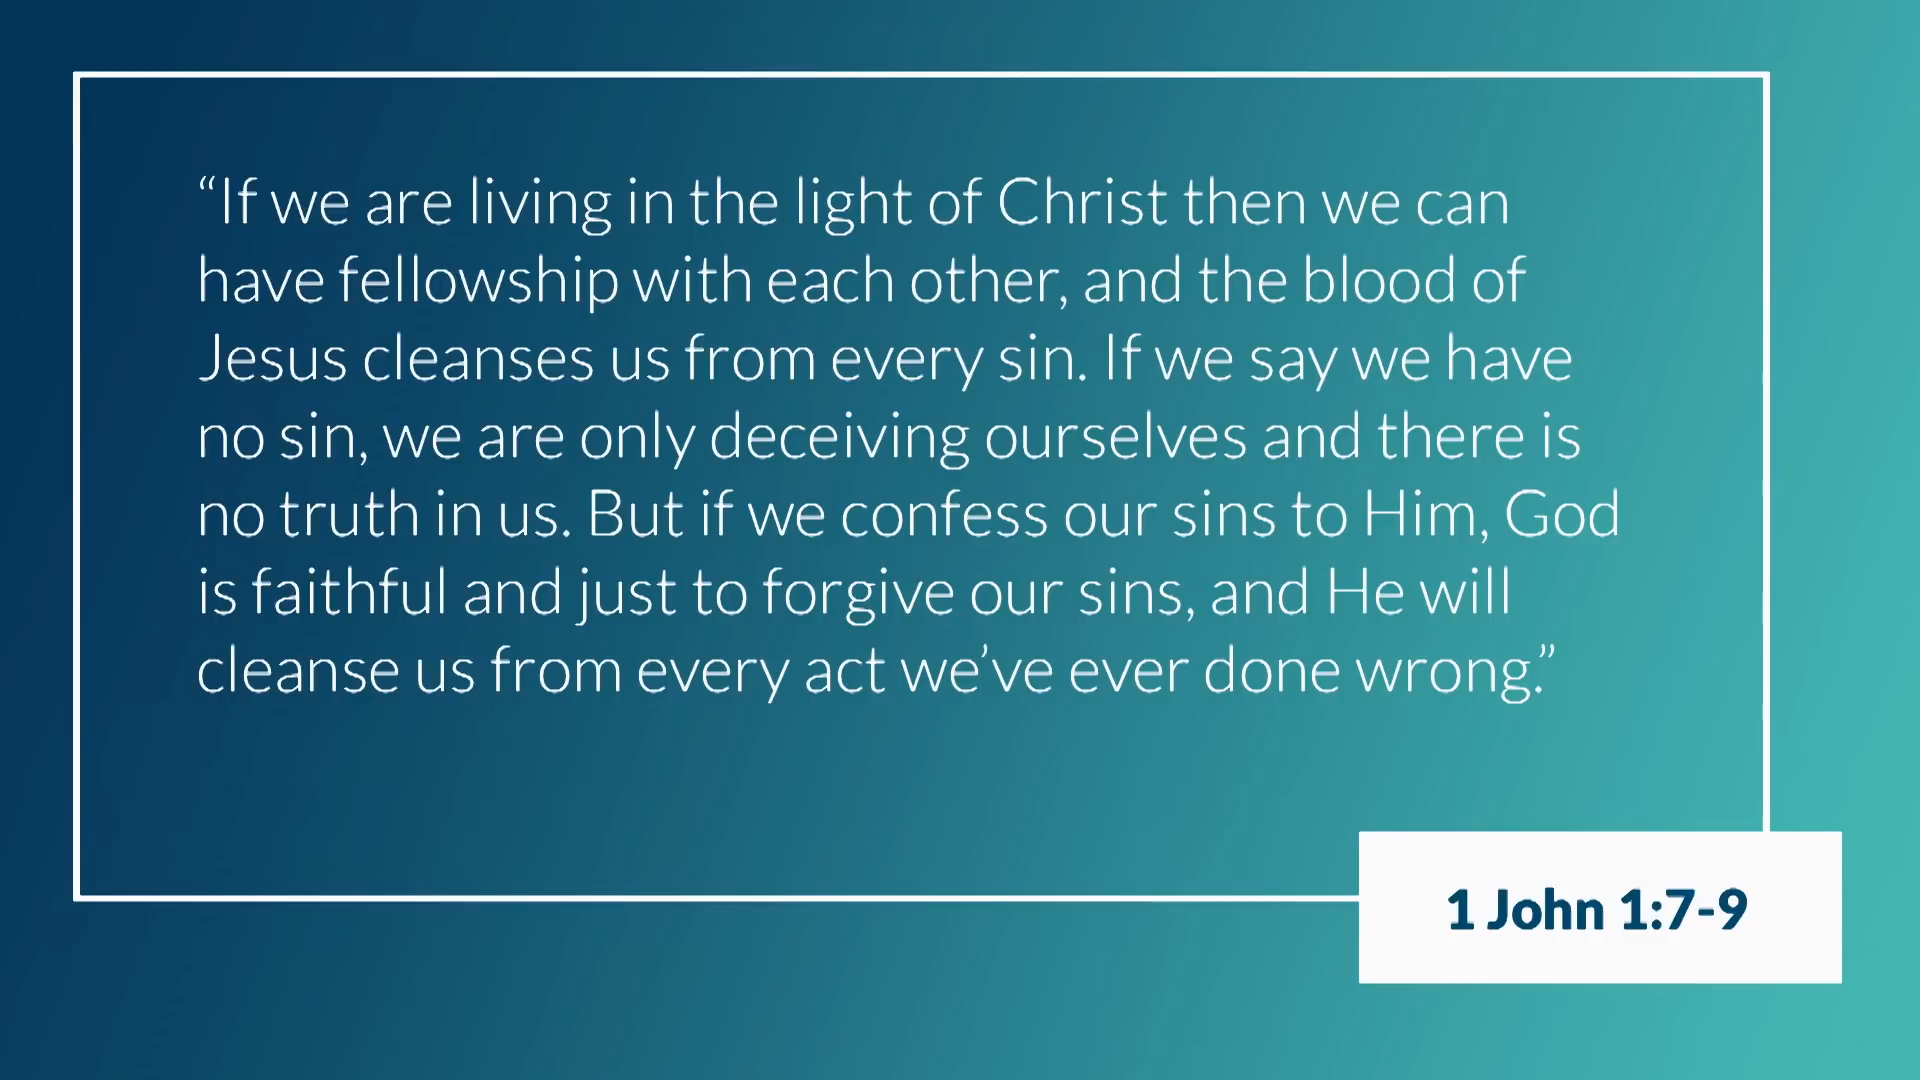 “If we are living in the light of Christ then we can
have fellowship with each other, and the blood of
Jesus cleanses us from every sin. If we say we have
no sin, we are only deceiving ourselves and there is
no truth in us. But if we confess our sins to Him, God
is faithful and just to forgive our sins, and He will
cleanse us from every act we’ve ever done wrong.”
1 John 1:7-9